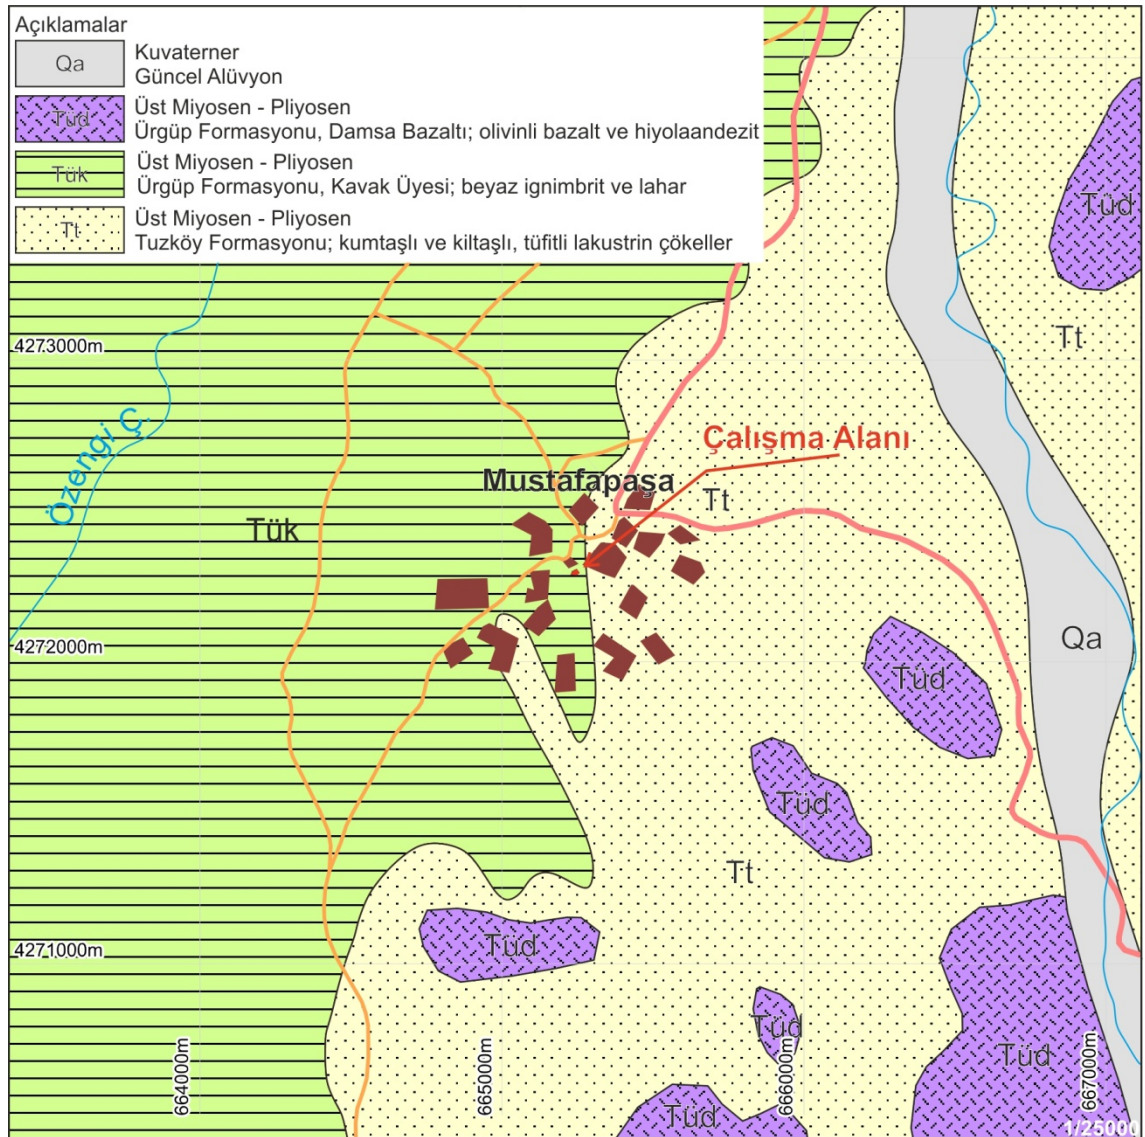 Açıklamalar
Qa
Kuvaterner
Güncel Alüvyon
Tüd
Üst Miyosen - Pliyosen
Ürgüp Formasyonu, Damsa Bazaltı; olivinli bazalt ve hiyolaandezit
Tük
Üst Miyosen - Pliyosen
Ürgüp Formasyonu, Kavak Üyesi; beyaz ignimbrit ve lahar
Tt
Üst Miyosen - Pliyosen
Tuzköy Formasyonu; kumtaşlı ve kiltaşlı, tüfitli lakustrin çökeller
Tüd
Tt
4273000m
Özengi Ç.
Çalışma Alanı
Mustafapaşa
Tt
Tük
4272000m
Qa
Tüd
Tüd
Tt
4271000m
Tüd
Tüd
Tüd
Tüd
664000m
665000m
666000m
667000m
1/25000